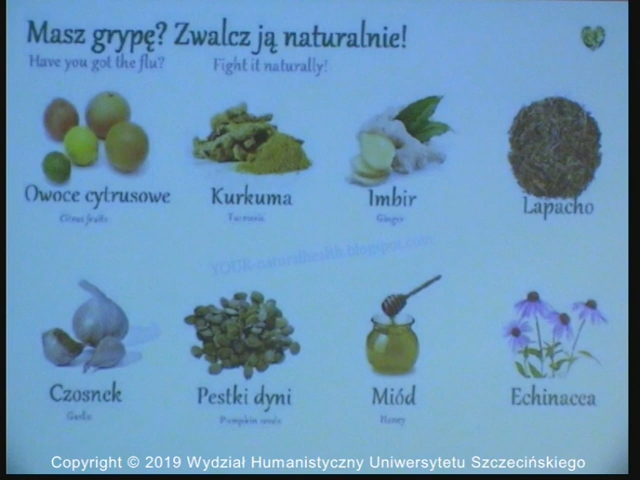 Masz grypę? Zwalcz ją naturalnie!
Have you got the flu? Fight it naturally!
Owoce cytrusowe Kurkuma Imbir Lapacho
Citrus fruits Turmeric Ginger
YOUR-naturalhealth.blogspot.com
Czosnek Pestki dyni Miód Echinacea
Garlic Pumpkin seeds Honey
Copyright © 2019 Wydział Humanistyczny Uniwersytetu Szczecińskiego